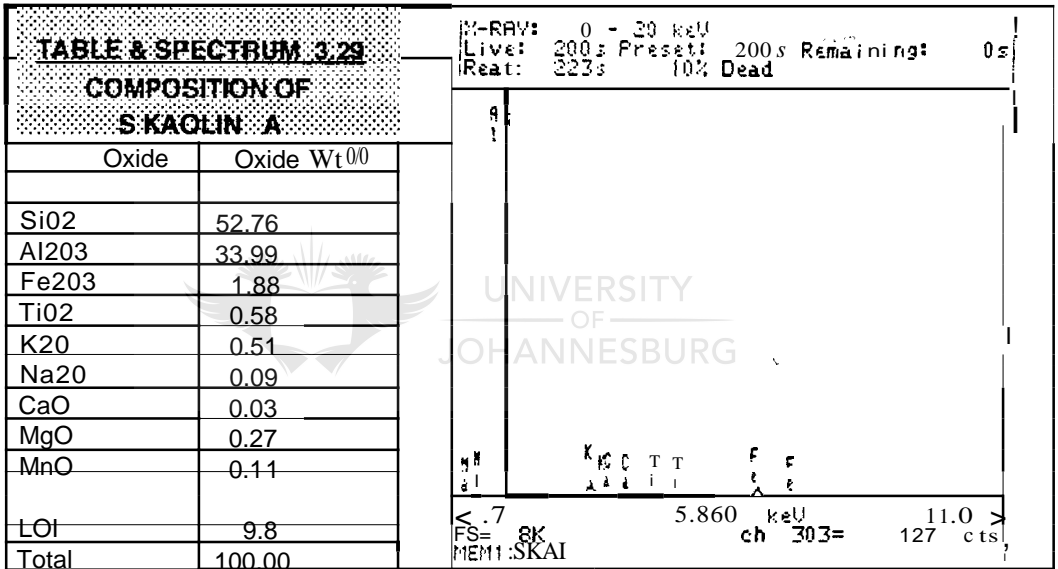 TABLE & SPECTRUM 3.29
COMPOSITION OF
S KAOLIN A
Oxide Oxide Wt 0/0
Si02 52.76
Al203 33.99
Fe203 1.88
Ti02 0.58
K20 0.51
Na20 0.09
CaO 0.03
MgO 0.27
MnO 0.11
LOI 9.8
Total 100.00
X-RAY: 0 - 20 keV
Live: 200s Preset: 200 s Remaining: 0s
Real: 223s 10% Dead
UNIVERSITY
OF
JOHANNESBURG
< .7 5.860 keV 11.0 >
FS= 8K ch 303= 127 cts
MEM1:SKAI